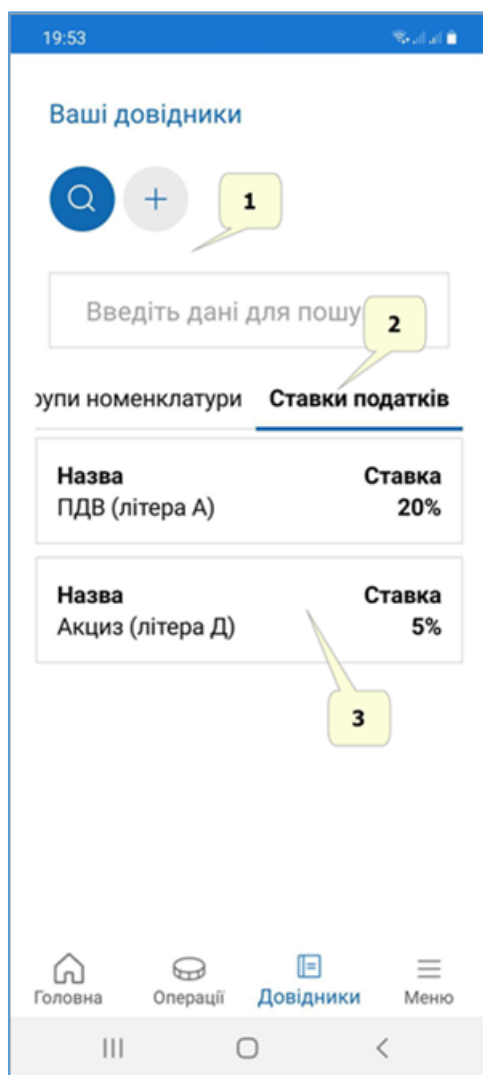 19:53
Ваші довідники
1
Введіть дані для пошу
2
рупи номенклатури Ставки податків
Назва Ставка
ПДВ (літера А) 20%
Назва Ставка
Акциз (літера Д) 5%
3
Головна Операції Довідники Меню